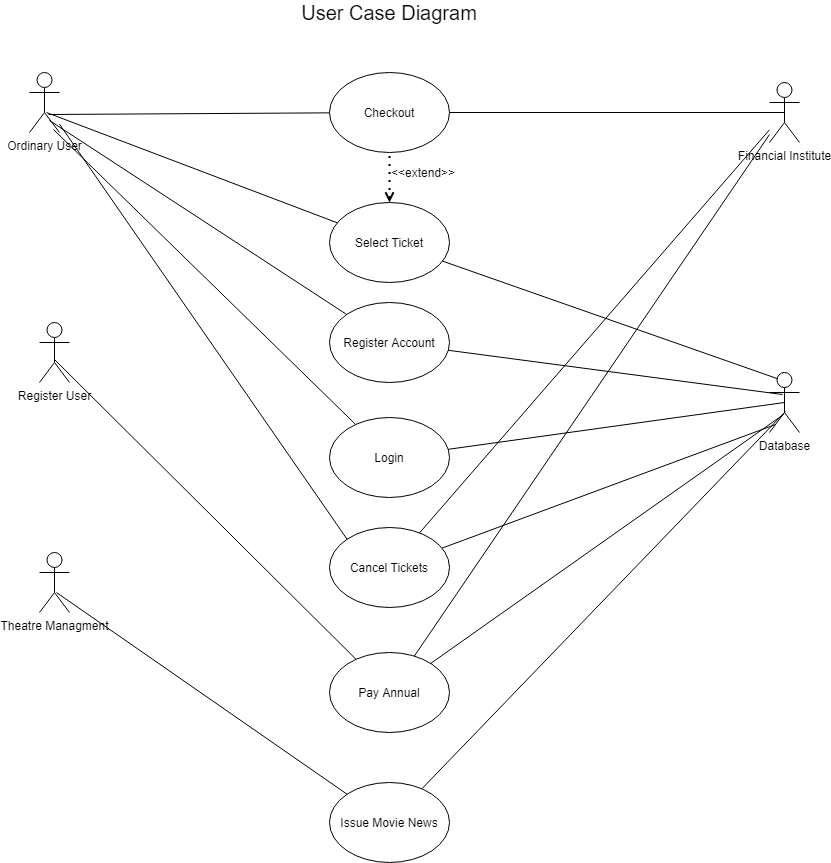 User Case Diagram
Checkout
Ordinary User
Financial Institute
<<extend>>
Select Ticket
Register Account
Register User
Database
Login
Cancel Tickets
Theatre Managment
Pay Annual
Issue Movie News